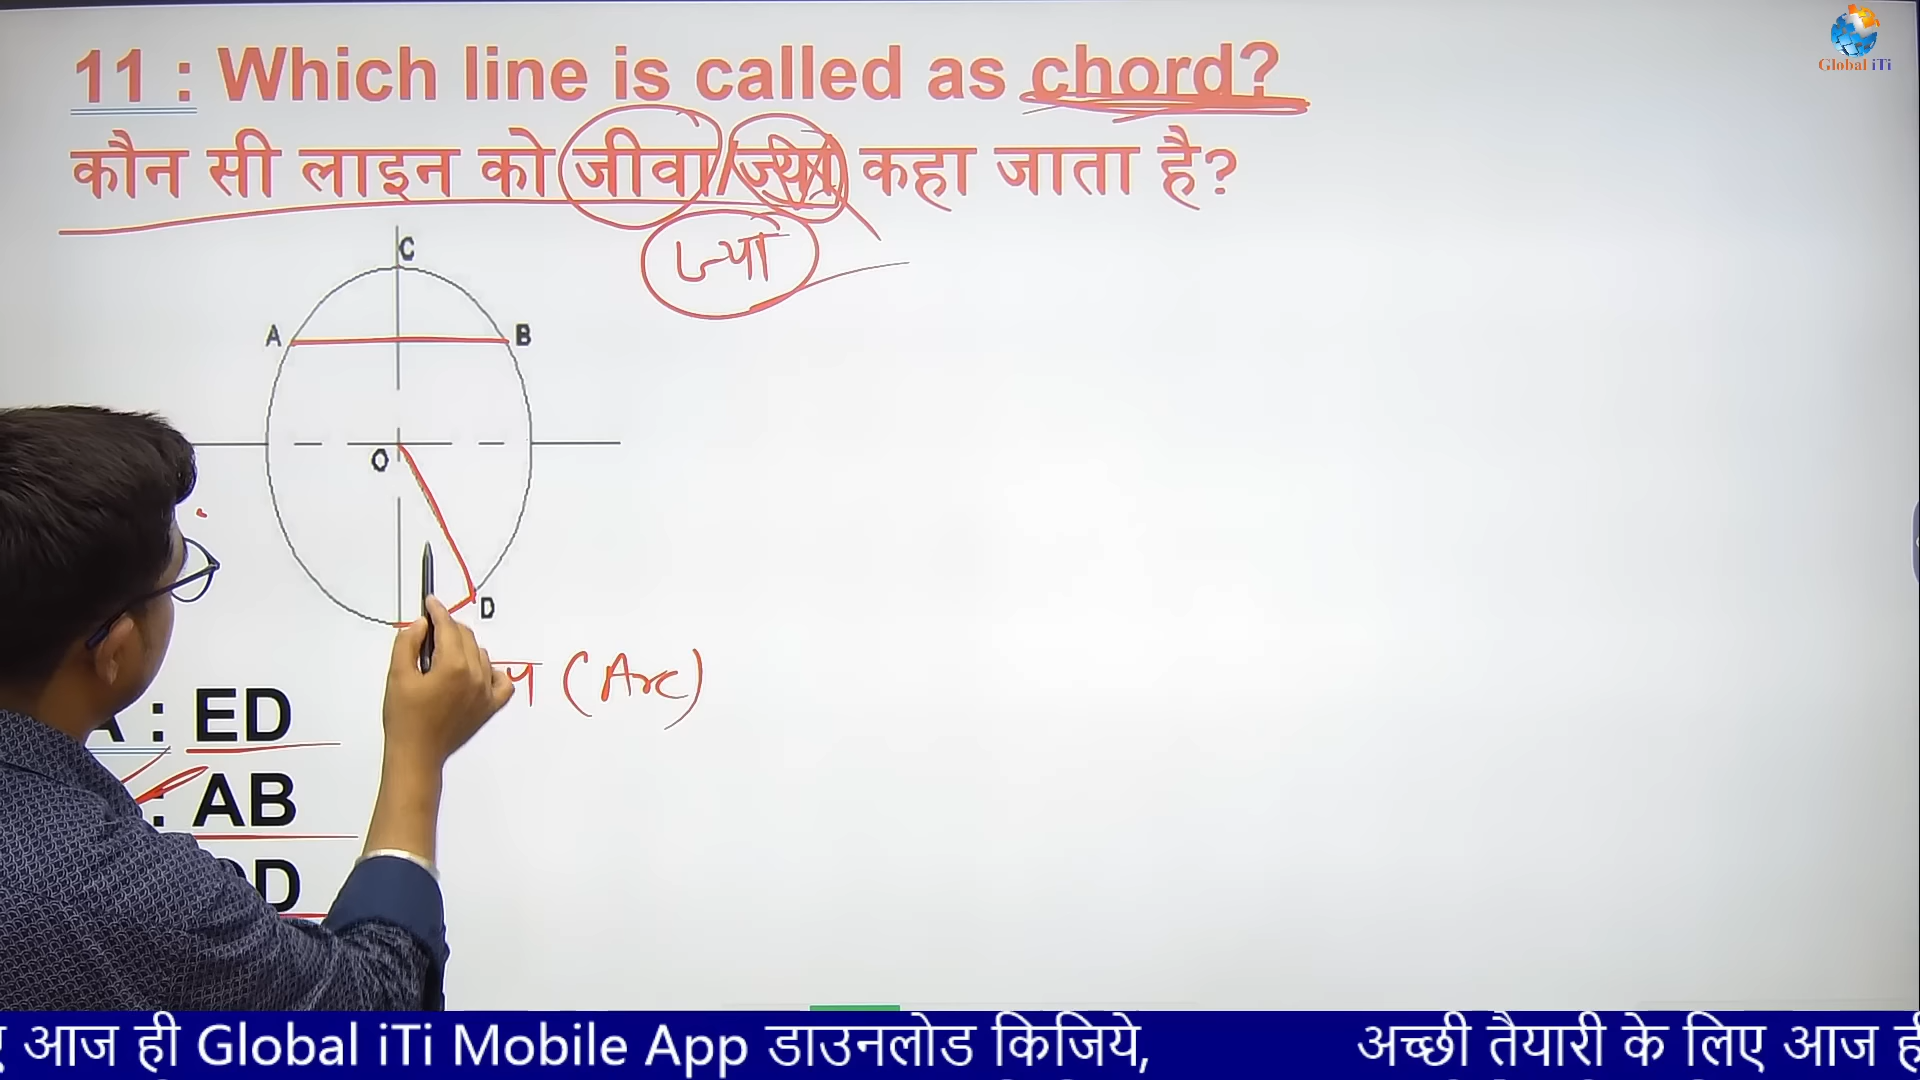 Global iTi
11 : Which line is called as chord?
कौन सी लाइन को जीवा/ज्या कहा जाता है?
ज्या
C
A
B
O
D
(Arc)
A : ED
: AB
D
आज ही Global iTi Mobile App डाउनलोड किजिये,
अच्छी तैयारी के लिए आज ही